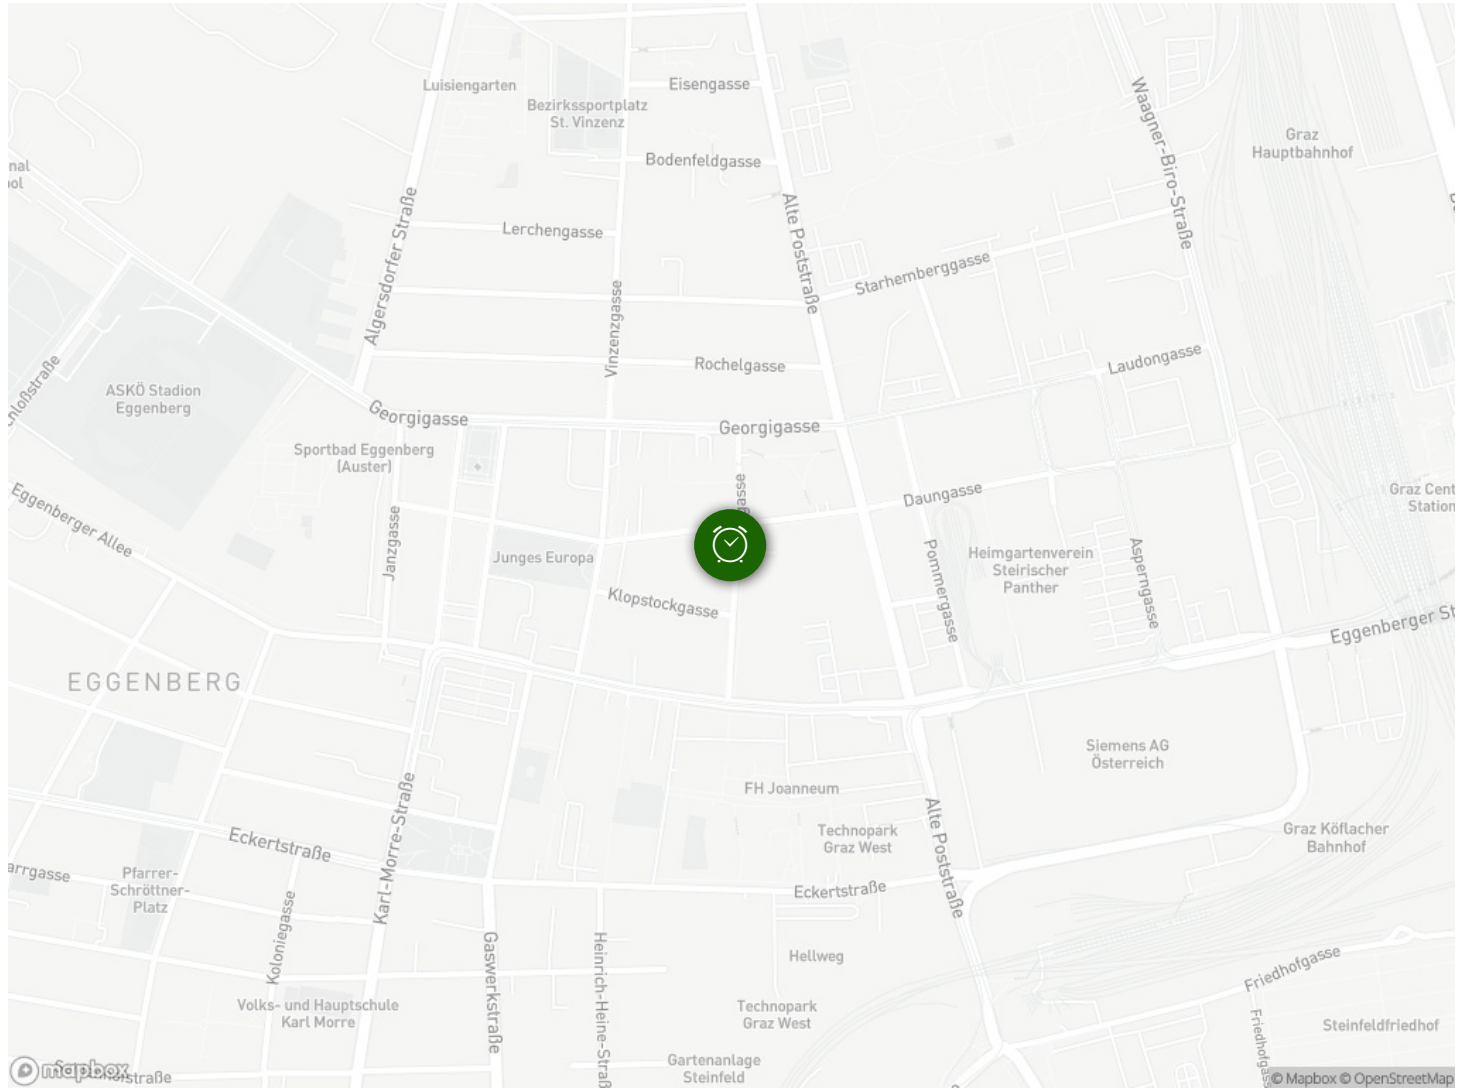 Luisiengarten
Eisengasse
Bezirkssportplatz
St. Vinzenz
Waagner-Biro-Straße
Graz
Hauptbahnhof
Bodenfeldgasse
Algersdorfer Straße
Alte Poststraße
Lerchengasse
Starhemberggasse
Vinzenzgasse
Laudongasse
Rochelgasse
ASKÖ Stadion
Eggenberg
Georgigasse
Georgigasse
Sportbad Eggenberg
(Auster)
Eggenberger Allee
Daungasse
Graz Cent
Station
Janzgasse
Junges Europa
Pommergasse
Heimgartenverein
Steirischer
Panther
Asperngasse
Klopstockgasse
Eggenberger St
EGGENBERG
Siemens AG
Österreich
FH Joanneum
Karl-Morre-Straße
Alte Poststraße
Technopark
Graz West
Graz Köflacher
Bahnhof
Eckertstraße
Pfarrer-
Schröttner-
Platz
arrgasse
Eckertstraße
Koloniegasse
Gaswerkstraße
Heinrich-Heine-Straß
Hellweg
Friedhofgasse
Volks- und Hauptschule
Karl Morre
Technopark
Graz West
Friedhofgass
Steinfeldfriedhof
Gartenanlage
Steinfeld
mapbox
© Mapbox © OpenStreetMap